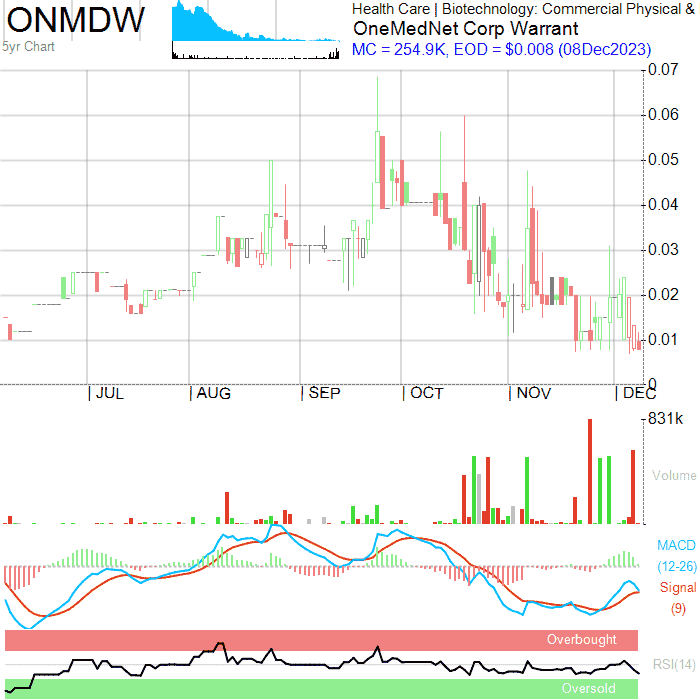 ONMDW
5yr Chart
Health Care | Biotechnology: Commercial Physical &
OneMedNet Corp Warrant
MC = 254.9K, EOD = $0.008 (08Dec2023)
0.07
0.06
0.05
0.04
0.03
0.02
0.01
0
JUL AUG SEP OCT NOV DEC
831k
Volume
MACD
(12-26)
Signal
(9)
Overbought
RSI(14)
Oversold